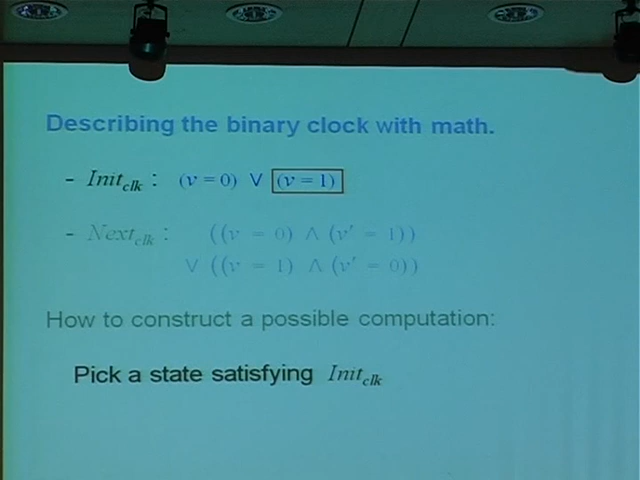 Describing the binary clock with math.
- Init_clk : (v = 0) ∨ (v = 1)
- Next_clk : ((v = 0) ∧ (v′ = 1))
∨ ((v = 1) ∧ (v′ = 0))
How to construct a possible computation:
Pick a state satisfying Init_clk